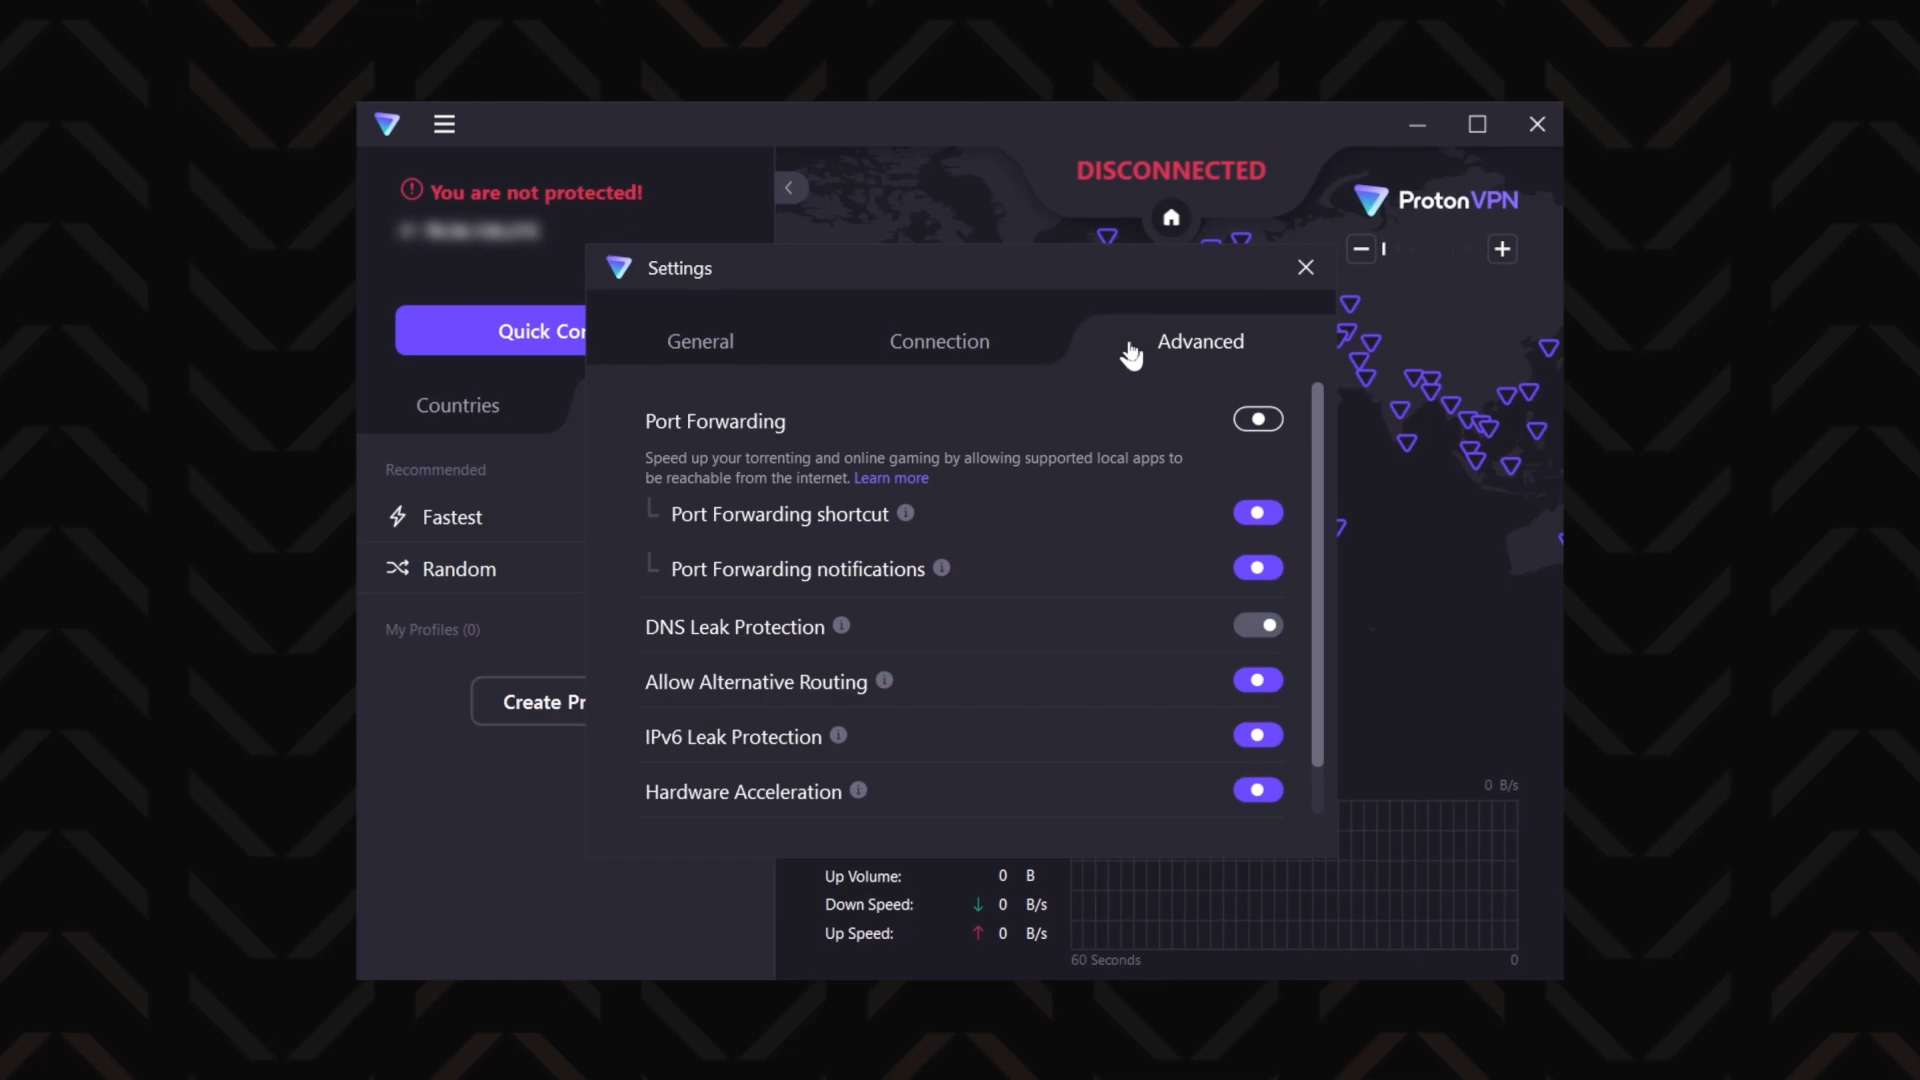 DISCONNECTED
You are not protected!
ProtonVPN
Settings
Quick Con
General
Connection
Advanced
Countries
Port Forwarding
Speed up your torrenting and online gaming by allowing supported local apps to
be reachable from the internet. Learn more
Recommended
Port Forwarding shortcut
Fastest
Port Forwarding notifications
Random
DNS Leak Protection
My Profiles (0)
Allow Alternative Routing
Create Pr
IPv6 Leak Protection
Hardware Acceleration
0 B/s
Up Volume: 0 B
Down Speed: 0 B/s
Up Speed: 0 B/s
60 Seconds 0